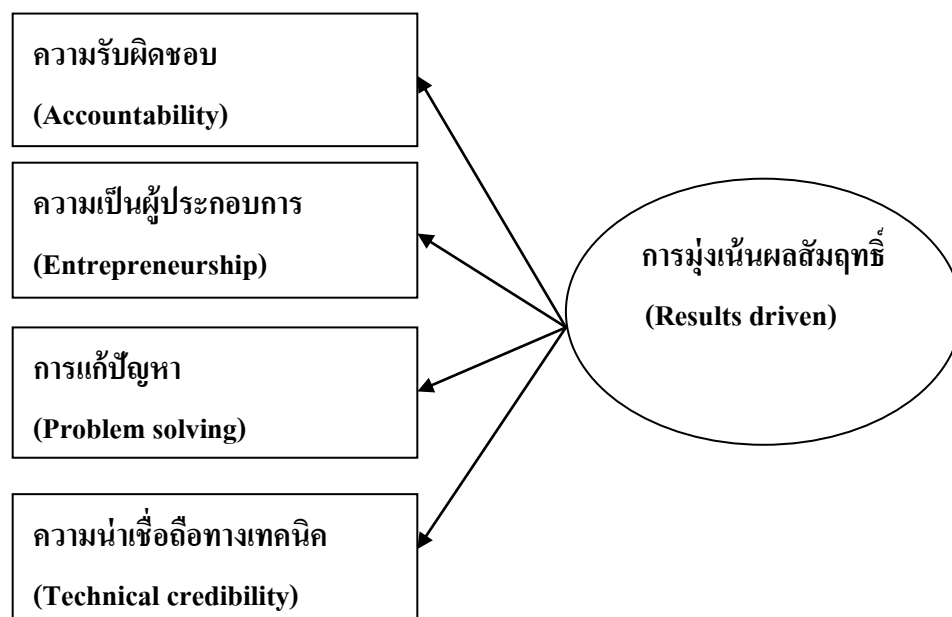 ความรับผิดชอบ
(Accountability)
ความเป็นผู้ประกอบการ
(Entrepreneurship)
การแก้ปัญหา
(Problem solving)
ความน่าเชื่อถือทางเทคนิค
(Technical credibility)
การมุ่งเน้นผลสัมฤทธิ์
(Results driven)